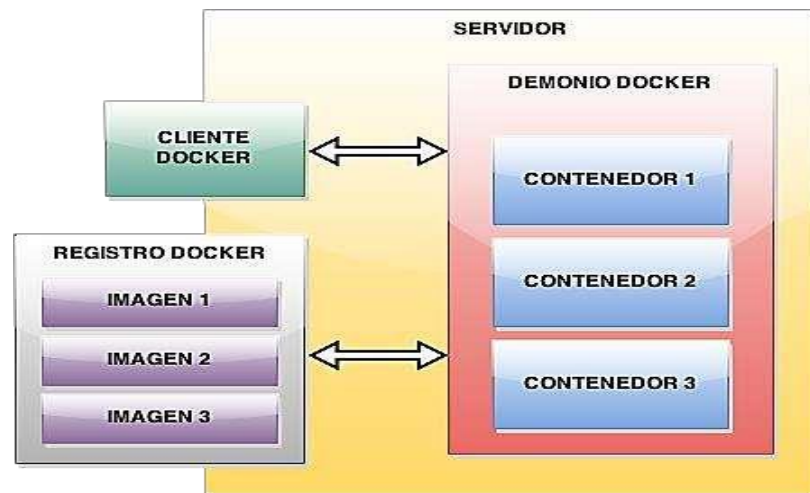 SERVIDOR
DEMONIO DOCKER
CLIENTE
DOCKER
CONTENEDOR 1
REGISTRO DOCKER
CONTENEDOR 2
IMAGEN 1
IMAGEN 2
IMAGEN 3
CONTENEDOR 3